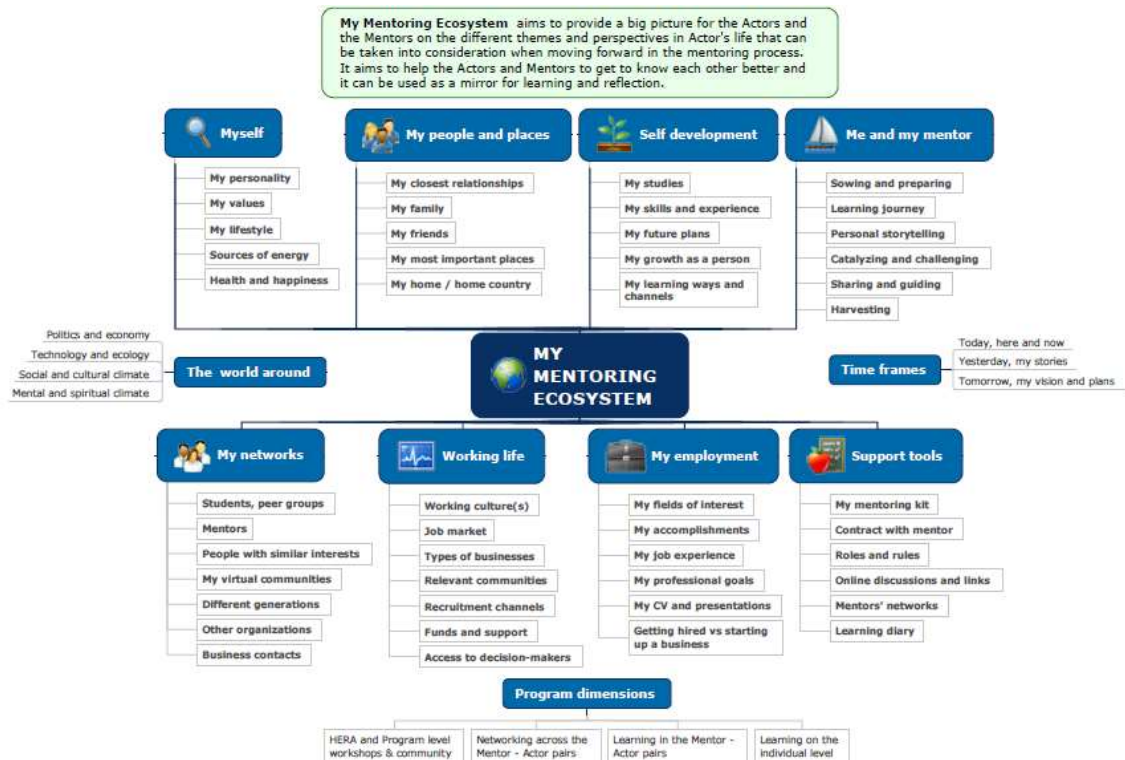 My Mentoring Ecosystem aims to provide a big picture for the Actors and
the Mentors on the different themes and perspectives in Actor's life that can
be taken into consideration when moving forward in the mentoring process.
It aims to help the Actors and Mentors to get to know each other better and
it can be used as a mirror for learning and reflection.
Myself
My personality
My values
My lifestyle
Sources of energy
Health and happiness
My people and places
My closest relationships
My family
My friends
My most important places
My home / home country
Self development
My studies
My skills and experience
My future plans
My growth as a person
My learning ways and
channels
Me and my mentor
Sowing and preparing
Learning journey
Personal storytelling
Catalyzing and challenging
Sharing and guiding
Harvesting
Politics and economy
Technology and ecology
Social and cultural climate
Mental and spiritual climate
The world around
MY
MENTORING
ECOSYSTEM
Time frames
Today, here and now
Yesterday, my stories
Tomorrow, my vision and plans
My networks
Students, peer groups
Mentors
People with similar interests
My virtual communities
Different generations
Other organizations
Business contacts
Working life
Working culture(s)
Job market
Types of businesses
Relevant communities
Recruitment channels
Funds and support
Access to decision-makers
My employment
My fields of interest
My accomplishments
My job experience
My professional goals
My CV and presentations
Getting hired vs starting
up a business
Support tools
My mentoring kit
Contract with mentor
Roles and rules
Online discussions and links
Mentors' networks
Learning diary
Program dimensions
HERA and Program level
workshops & community
Networking across the
Mentor - Actor pairs
Learning in the Mentor -
Actor pairs
Learning on the
individual level